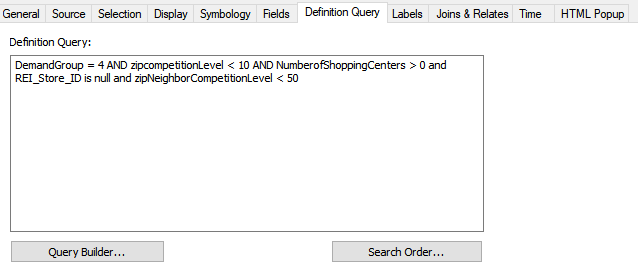 General Source Selection Display Symbology Fields Definition Query Labels Joins & Relates Time HTML Popup
Definition Query:
DemandGroup = 4 AND zipcompetitionLevel < 10 AND NumberofShoppingCenters > 0 and
REI_Store_ID is null and zipNeighborCompetitionLevel < 50
Query Builder... Search Order...